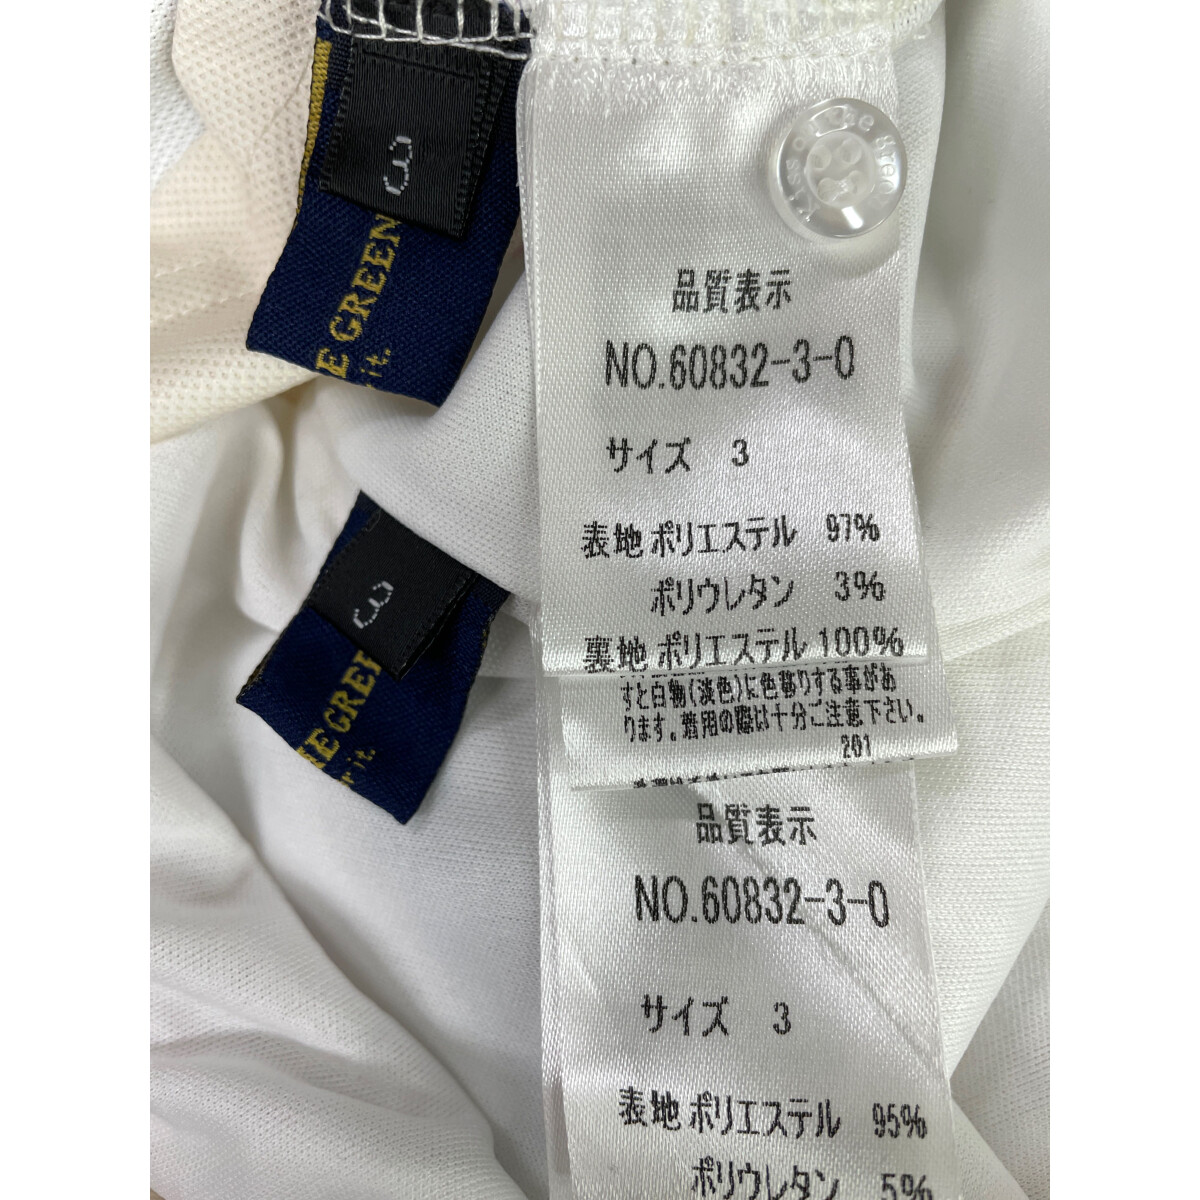 3
E GREEN
it.
品質表示
NO.60832-3-0
サイズ 3
表地 ポリエステル 97%
ポリウレタン 3%
裏地 ポリエステル 100%
すと白物(淡色)に色移りする事があ
ります。着用の際は十分ご注意下さい。
201
3
HE GREE
it.
品質表示
NO.60832-3-0
サイズ 3
表地 ポリエステル 95%
ポリウレタン 5%